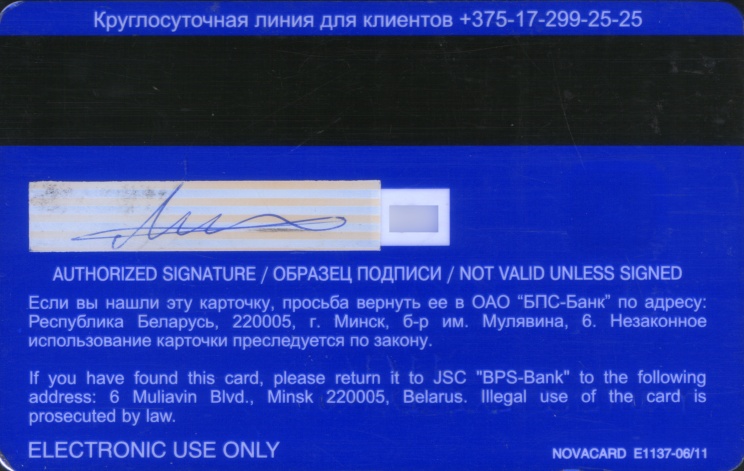 Круглосуточная линия для клиентов +375-17-299-25-25
AUTHORIZED SIGNATURE / ОБРАЗЕЦ ПОДПИСИ / NOT VALID UNLESS SIGNED
Если вы нашли эту карточку, просьба вернуть ее в ОАО "БПС-Банк" по адресу:
Республика Беларусь, 220005, г. Минск, б-р им. Мулявина, 6. Незаконное
использование карточки преследуется по закону.
If you have found this card, please return it to JSC "BPS-Bank" to the following
address: 6 Muliavin Blvd., Minsk 220005, Belarus. Illegal use of the card is
prosecuted by law.
ELECTRONIC USE ONLY
NOVACARD E1137-06/11